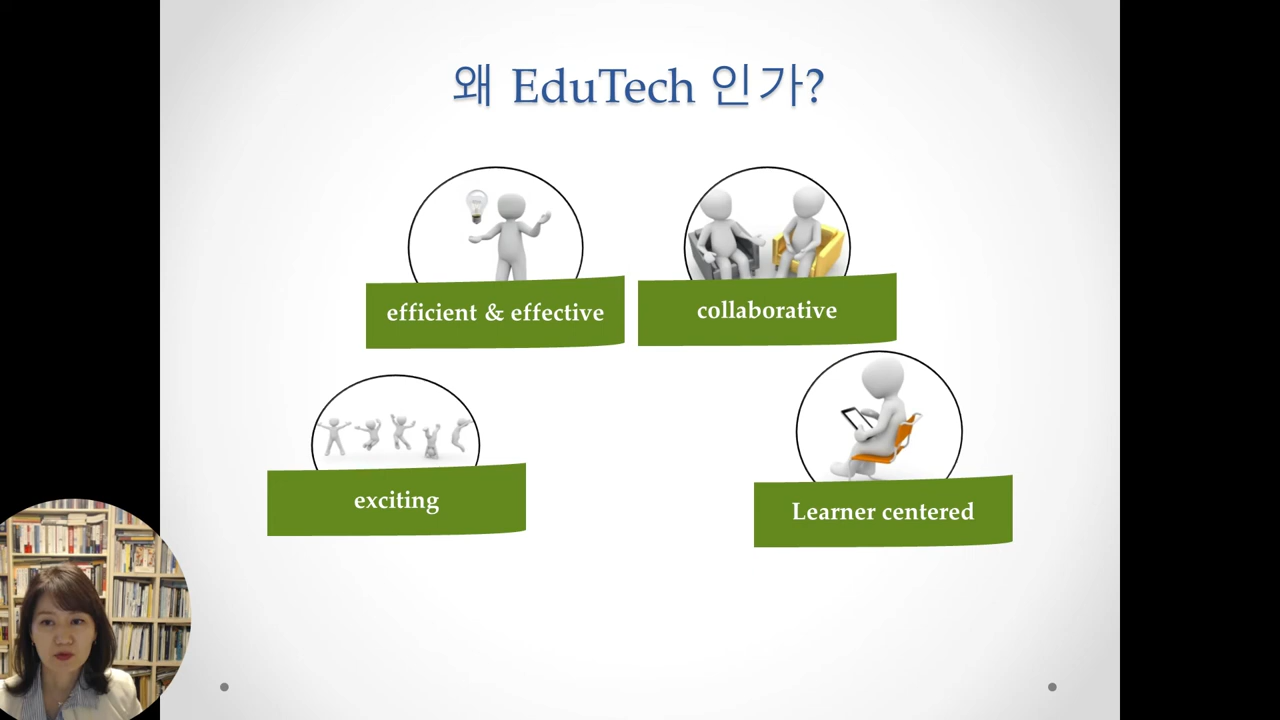 왜 EduTech 인가?
efficient & effective
collaborative
exciting
Learner centered